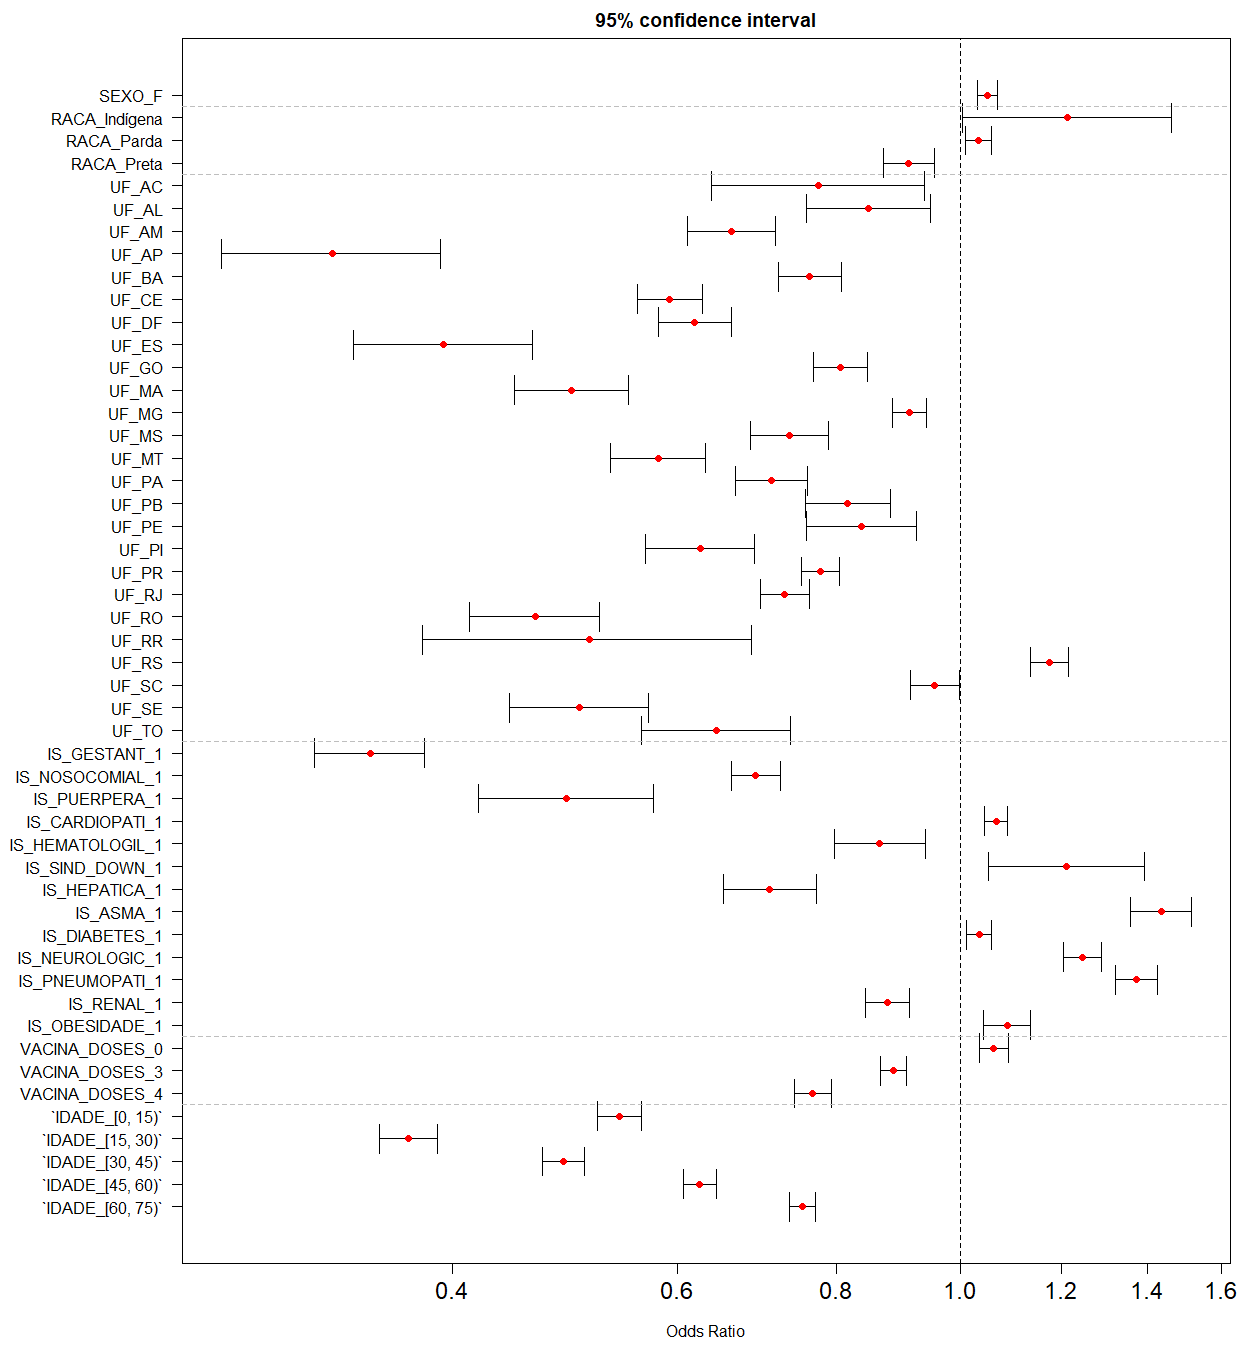 95% confidence interval
SEXO_F
RACA_Indígena
RACA_Parda
RACA_Preta
UF_AC
UF_AL
UF_AM
UF_AP
UF_BA
UF_CE
UF_DF
UF_ES
UF_GO
UF_MA
UF_MG
UF_MS
UF_MT
UF_PA
UF_PB
UF_PE
UF_PI
UF_PR
UF_RJ
UF_RO
UF_RR
UF_RS
UF_SC
UF_SE
UF_TO
IS_GESTANT_1
IS_NOSOCOMIAL_1
IS_PUERPERA_1
IS_CARDIOPATI_1
IS_HEMATOLOGIL_1
IS_SIND_DOWN_1
IS_HEPATICA_1
IS_ASMA_1
IS_DIABETES_1
IS_NEUROLOGIC_1
IS_PNEUMOPATI_1
IS_RENAL_1
IS_OBESIDADE_1
VACINA_DOSES_0
VACINA_DOSES_3
VACINA_DOSES_4
`IDADE_[0, 15)`
`IDADE_[15, 30)`
`IDADE_[30, 45)`
`IDADE_[45, 60)`
`IDADE_[60, 75)`
0.4 0.6 0.8 1.0 1.2 1.4 1.6
Odds Ratio